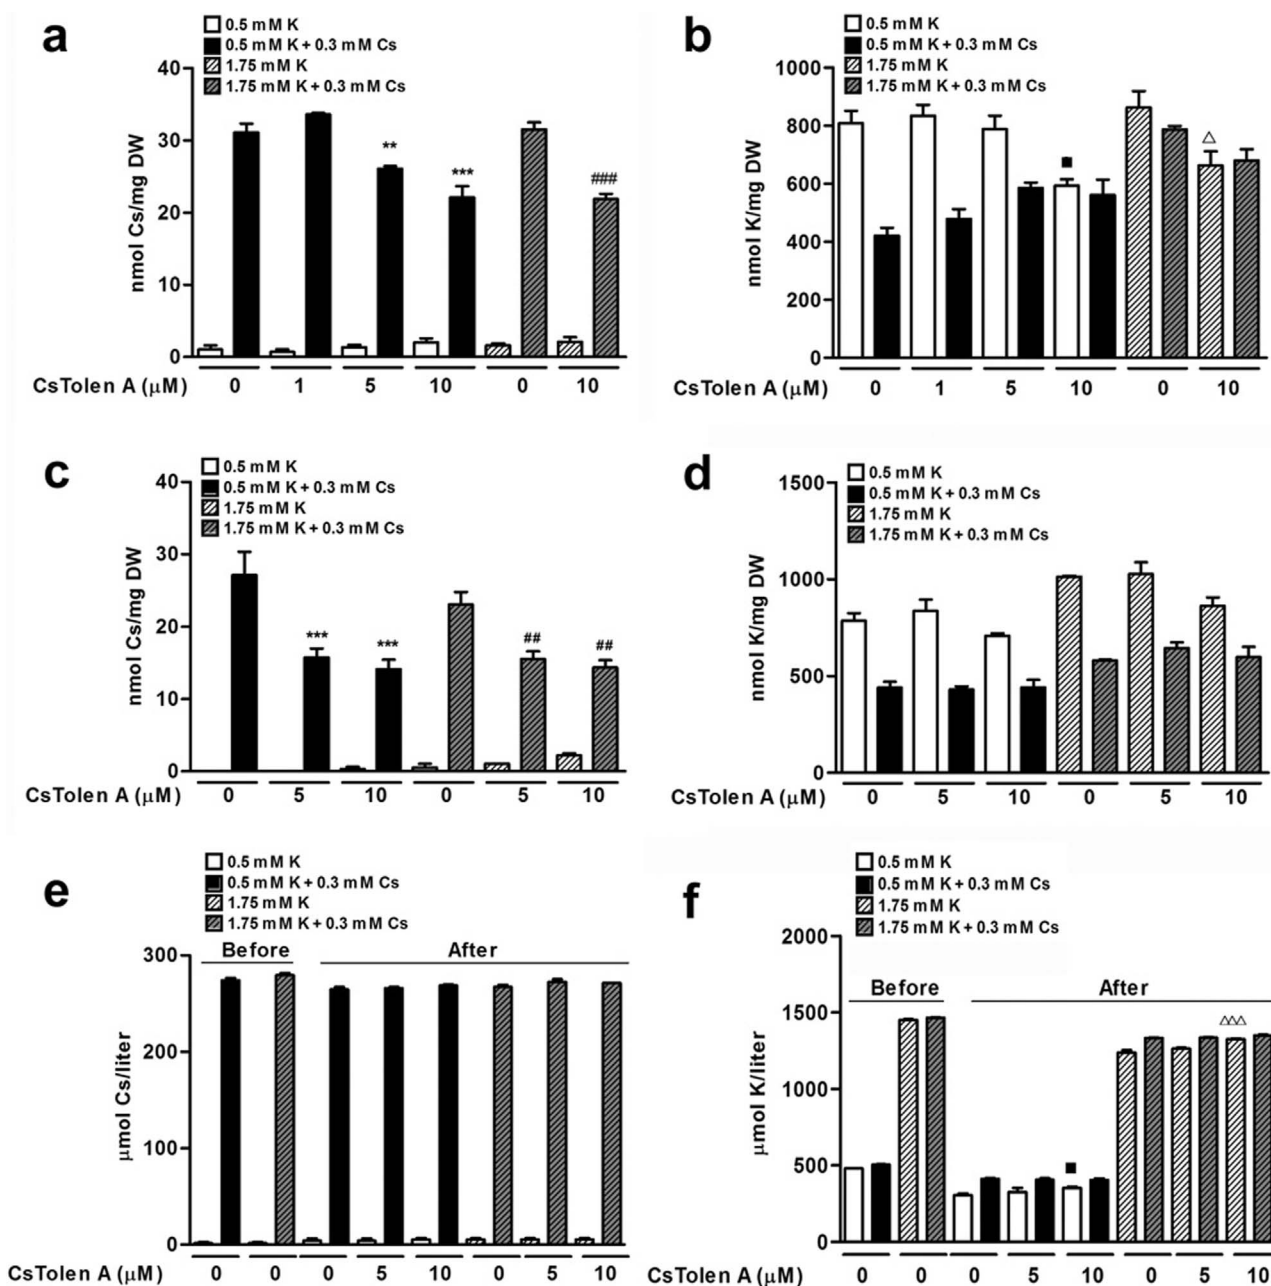 a
0.5 mM K
0.5 mM K + 0.3 mM Cs
1.75 mM K
1.75 mM K + 0.3 mM Cs
nmol Cs/mg DW
40
30
20
10
0
** *** ###
CsTolen A (μM) 0 1 5 10 0 10
b
0.5 mM K
0.5 mM K + 0.3 mM Cs
1.75 mM K
1.75 mM K + 0.3 mM Cs
nmol K/mg DW
1000
800
600
400
200
0
■ △
CsTolen A (μM) 0 1 5 10 0 10
c
0.5 mM K
0.5 mM K + 0.3 mM Cs
1.75 mM K
1.75 mM K + 0.3 mM Cs
nmol Cs/mg DW
40
30
20
10
0
*** *** ## ##
CsTolen A (μM) 0 5 10 0 5 10
d
0.5 mM K
0.5 mM K + 0.3 mM Cs
1.75 mM K
1.75 mM K + 0.3 mM Cs
nmol K/mg DW
1500
1000
500
0
CsTolen A (μM) 0 5 10 0 5 10
e
0.5 mM K
0.5 mM K + 0.3 mM Cs
1.75 mM K
1.75 mM K + 0.3 mM Cs
Before After
μmol Cs/liter
300
200
100
0
CsTolen A (μM) 0 0 0 5 10 0 5 10
f
0.5 mM K
0.5 mM K + 0.3 mM Cs
1.75 mM K
1.75 mM K + 0.3 mM Cs
Before After
μmol K/liter
2000
1500
1000
500
0
■ △△△
CsTolen A (μM) 0 0 0 5 10 0 5 10